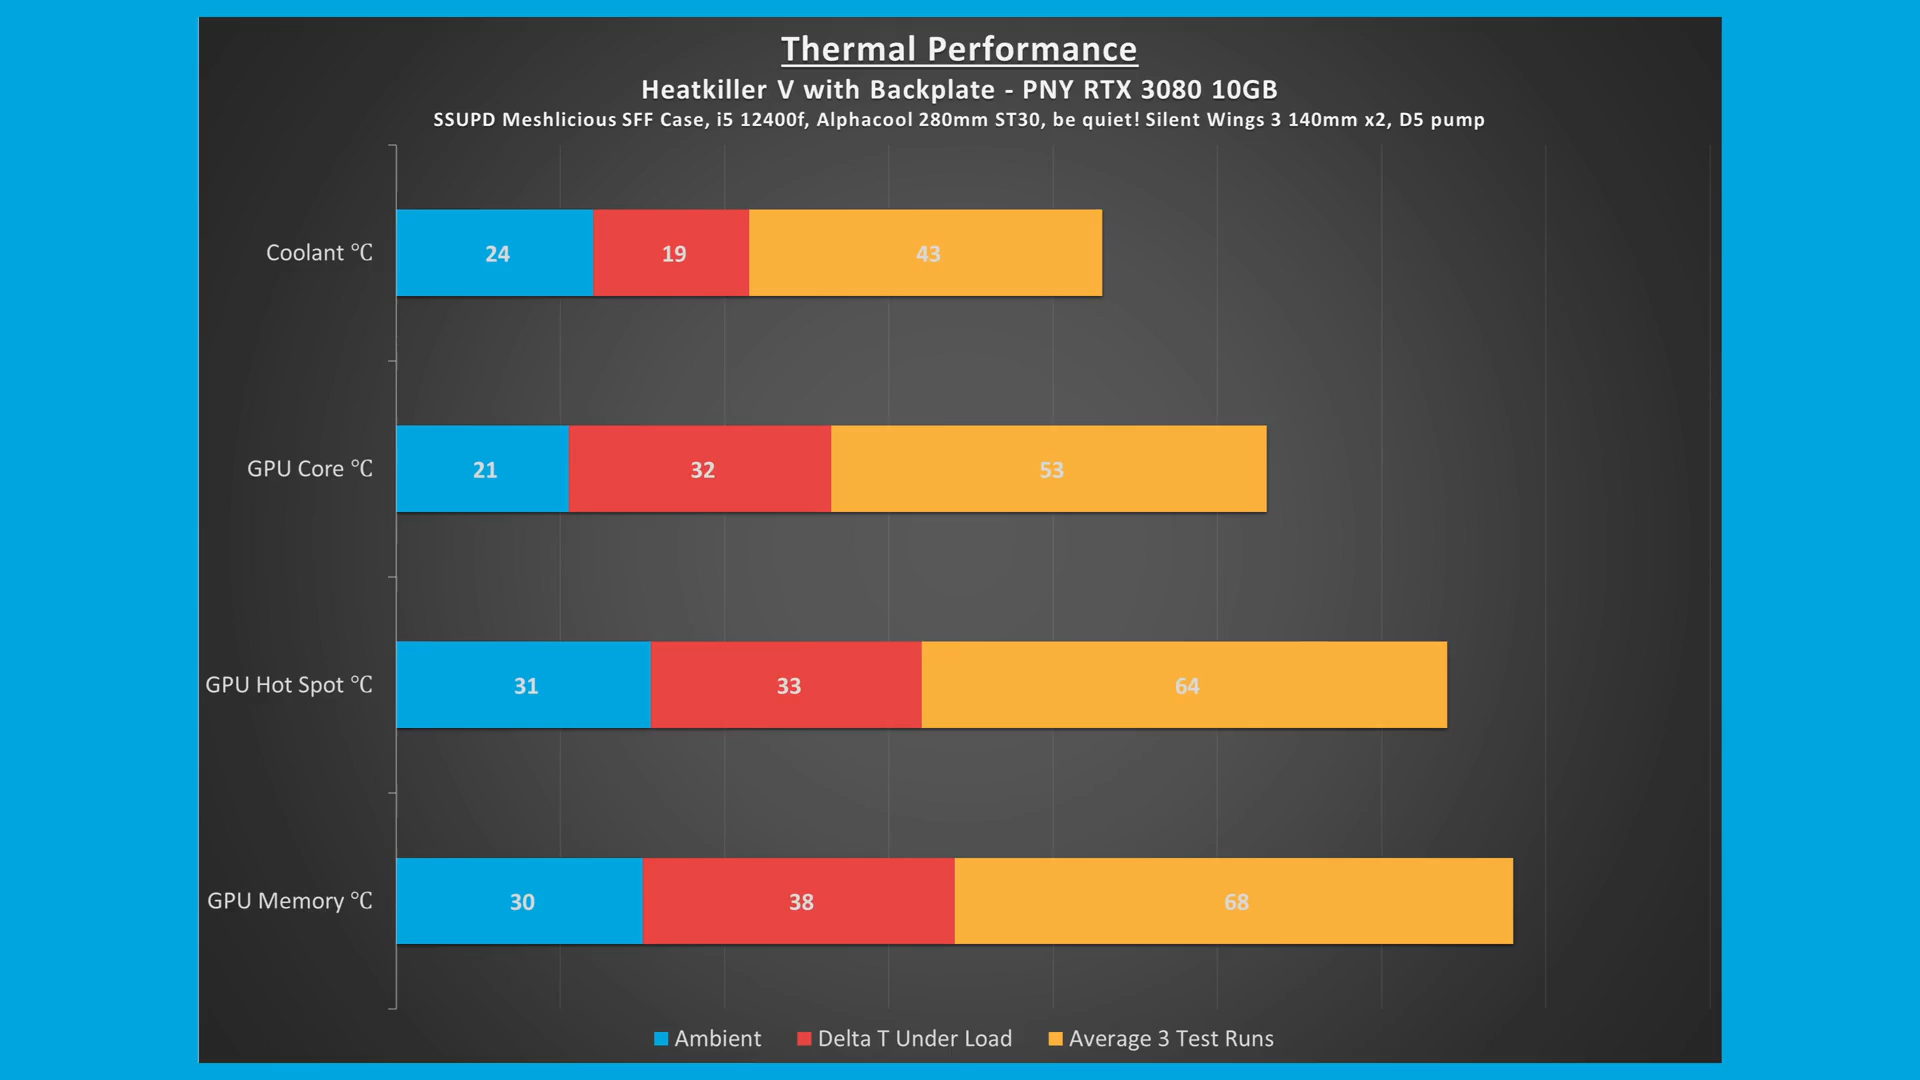 Thermal Performance
Heatkiller V with Backplate - PNY RTX 3080 10GB
SSUPD Meshlicious SFF Case, i5 12400f, Alphacool 280mm ST30, be quiet! Silent Wings 3 140mm x2, D5 pump
Coolant °C 24 19 43
GPU Core °C 21 32 53
GPU Hot Spot °C 31 33 64
GPU Memory °C 30 38 68
Ambient Delta T Under Load Average 3 Test Runs